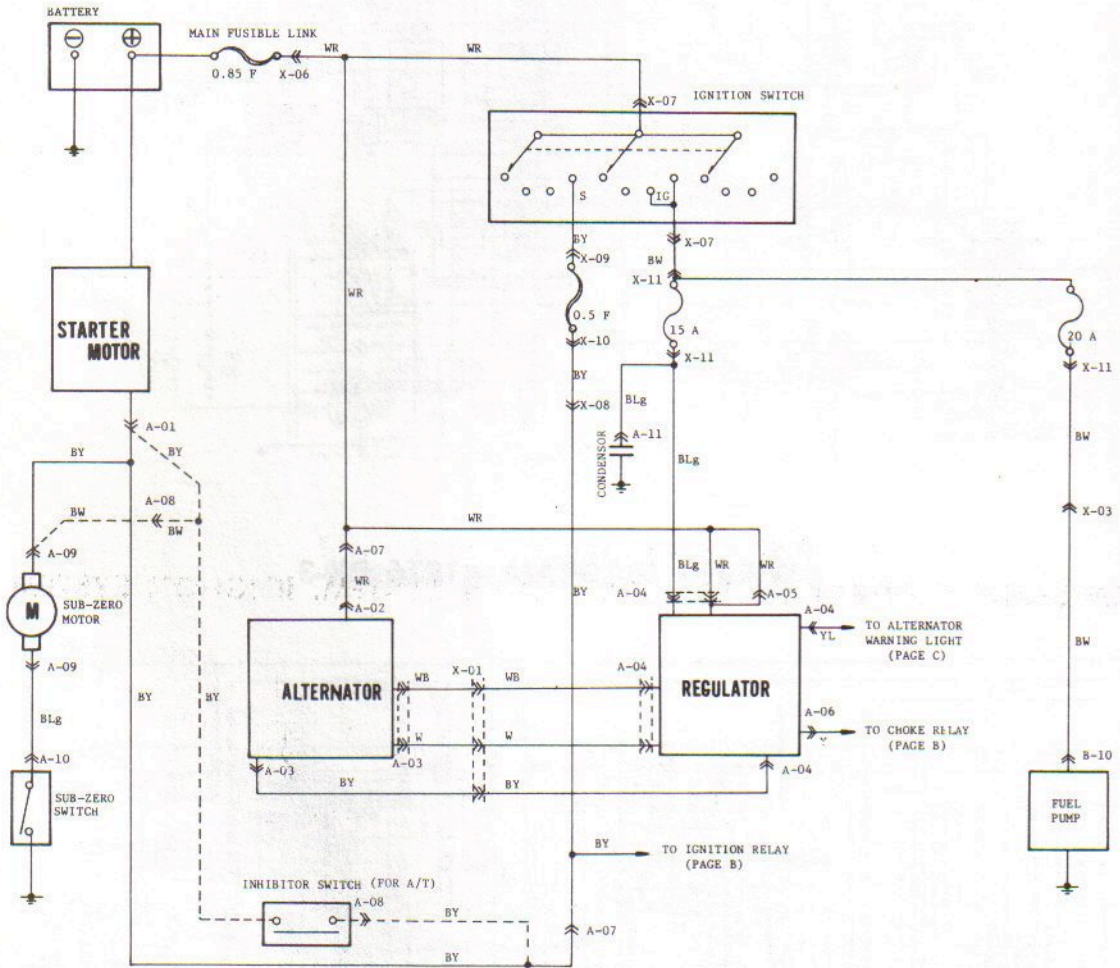 BATTERY
MAIN FUSIBLE LINK
WR
WR
0.85 F
X-06
X-07
IGNITION SWITCH
S
IG
BY
X-07
X-09
BW
X-11
WR
STARTER
MOTOR
0.5 F
15 A
20 A
X-10
X-11
X-11
BY
BLg
A-01
X-08
A-11
BW
BY
BY
CONDENSOR
BLg
A-08
BW
BW
WR
X-03
A-09
A-07
BLg
WR
WR
M
SUB-ZERO
MOTOR
WR
BY
A-04
A-05
A-04
A-02
YL
TO ALTERNATOR
WARNING LIGHT
(PAGE C)
BW
A-09
ALTERNATOR
X-01
A-04
REGULATOR
WB
WB
BY
BY
A-06
BLg
W
W
TO CHOKE RELAY
(PAGE B)
A-10
A-03
A-03
A-04
B-10
BY
BY
SUB-ZERO
SWITCH
FUEL
PUMP
BY
TO IGNITION RELAY
(PAGE B)
INHIBITOR SWITCH (FOR A/T)
A-08
BY
A-07
BY